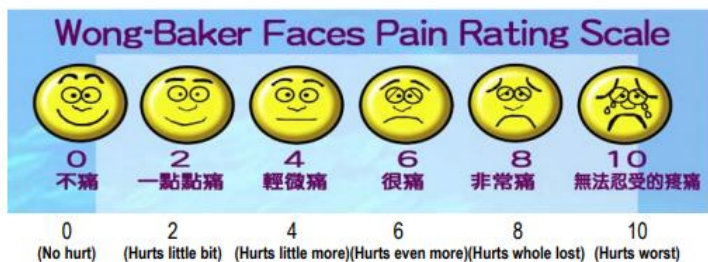 Wong-Baker Faces Pain Rating Scale
0 2 4 6 8 10
不痛 一點點痛 輕微痛 很痛 非常痛 無法忍受的疼痛
0 2 4 6 8 10
(No hurt) (Hurts little bit) (Hurts little more)(Hurts even more)(Hurts whole lost) (Hurts worst)